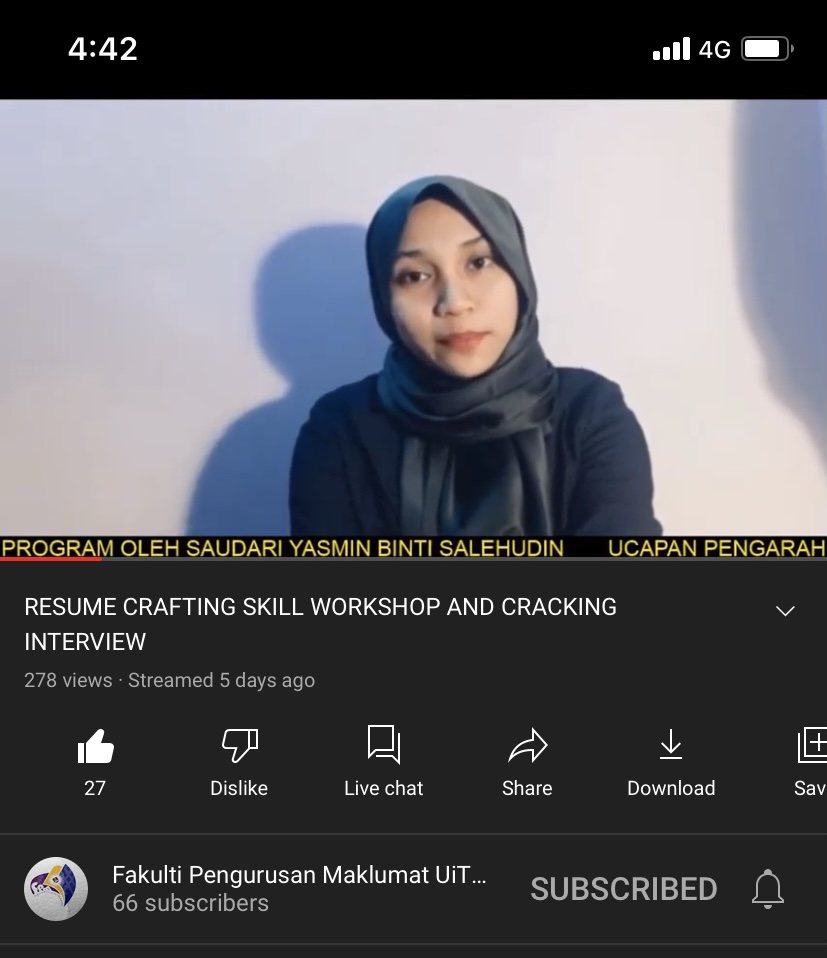 4:42
4G
PROGRAM OLEH SAUDARI YASMIN BINTI SALEHUDIN UCAPAN PENGARAH
RESUME CRAFTING SKILL WORKSHOP AND CRACKING
INTERVIEW
278 views · Streamed 5 days ago
27
Dislike
Live chat
Share
Download
Sav
Fakulti Pengurusan Maklumat UiT...
66 subscribers
SUBSCRIBED